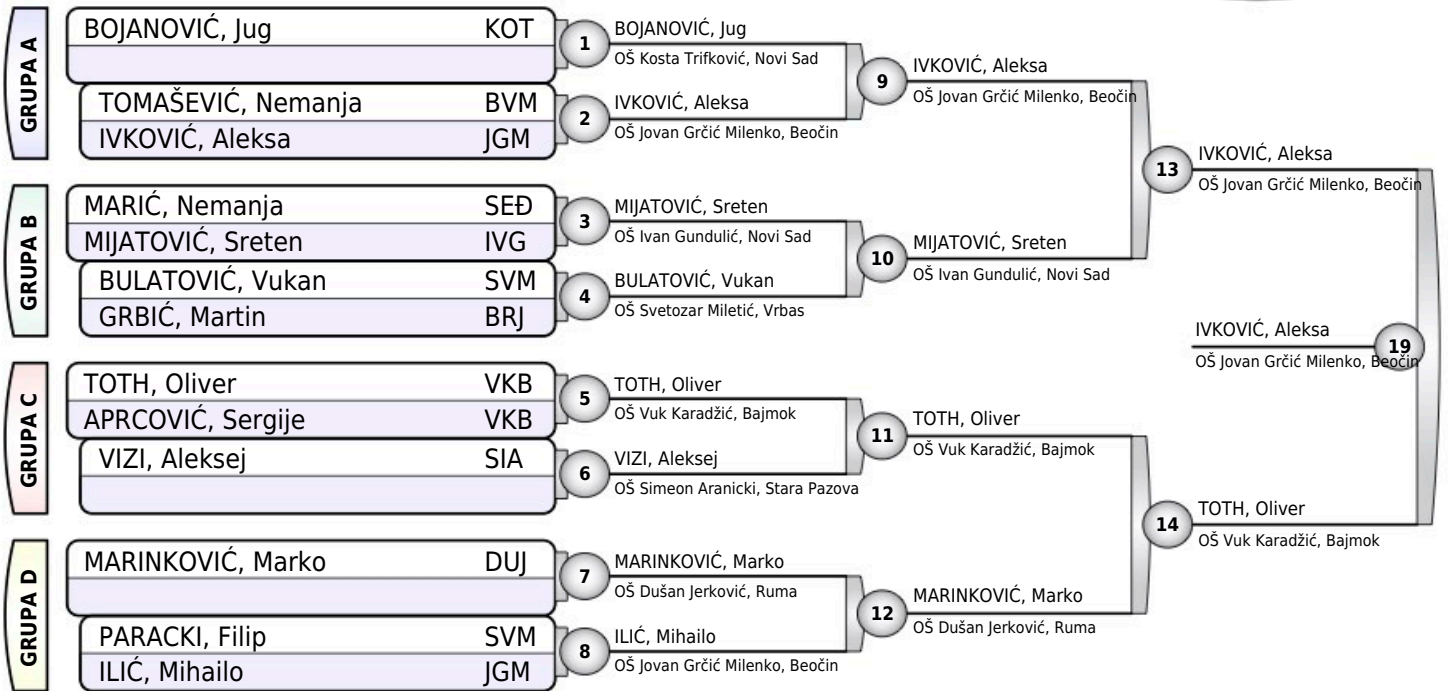 GRUPA A
BOJANOVIĆ, Jug KOT
TOMAŠEVIĆ, Nemanja BVM
IVKOVIĆ, Aleksa JGM
GRUPA B
MARIĆ, Nemanja SEĐ
MIJATOVIĆ, Sreten IVG
BULATOVIĆ, Vukan SVM
GRBIĆ, Martin BRJ
GRUPA C
TOTH, Oliver VKB
APRCOVIĆ, Sergije VKB
VIZI, Aleksej SIA
GRUPA D
MARINKOVIĆ, Marko DUJ
PARACKI, Filip SVM
ILIĆ, Mihailo JGM
1
BOJANOVIĆ, Jug
OŠ Kosta Trifković, Novi Sad
2
IVKOVIĆ, Aleksa
OŠ Jovan Grčić Milenko, Beočin
3
MIJATOVIĆ, Sreten
OŠ Ivan Gundulić, Novi Sad
4
BULATOVIĆ, Vukan
OŠ Svetozar Miletić, Vrbas
5
TOTH, Oliver
OŠ Vuk Karadžić, Bajmok
6
VIZI, Aleksej
OŠ Simeon Aranicki, Stara Pazova
7
MARINKOVIĆ, Marko
OŠ Dušan Jerković, Ruma
8
ILIĆ, Mihailo
OŠ Jovan Grčić Milenko, Beočin
9
IVKOVIĆ, Aleksa
OŠ Jovan Grčić Milenko, Beočin
10
MIJATOVIĆ, Sreten
OŠ Ivan Gundulić, Novi Sad
11
TOTH, Oliver
OŠ Vuk Karadžić, Bajmok
12
MARINKOVIĆ, Marko
OŠ Dušan Jerković, Ruma
13
IVKOVIĆ, Aleksa
OŠ Jovan Grčić Milenko, Beočin
14
TOTH, Oliver
OŠ Vuk Karadžić, Bajmok
19
IVKOVIĆ, Aleksa
OŠ Jovan Grčić Milenko, Beočin